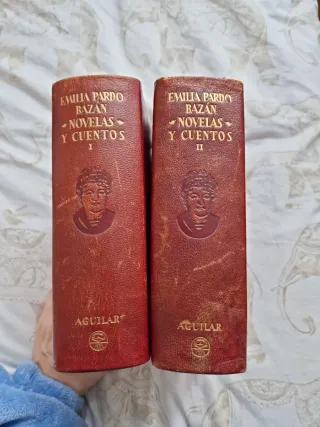 EMILIA PARDO
BAZÁN
NOVELAS
Y CUENTOS
I
AGUILAR
EMILIA PARDO
BAZÁN
NOVELAS
Y CUENTOS
II
AGUILAR